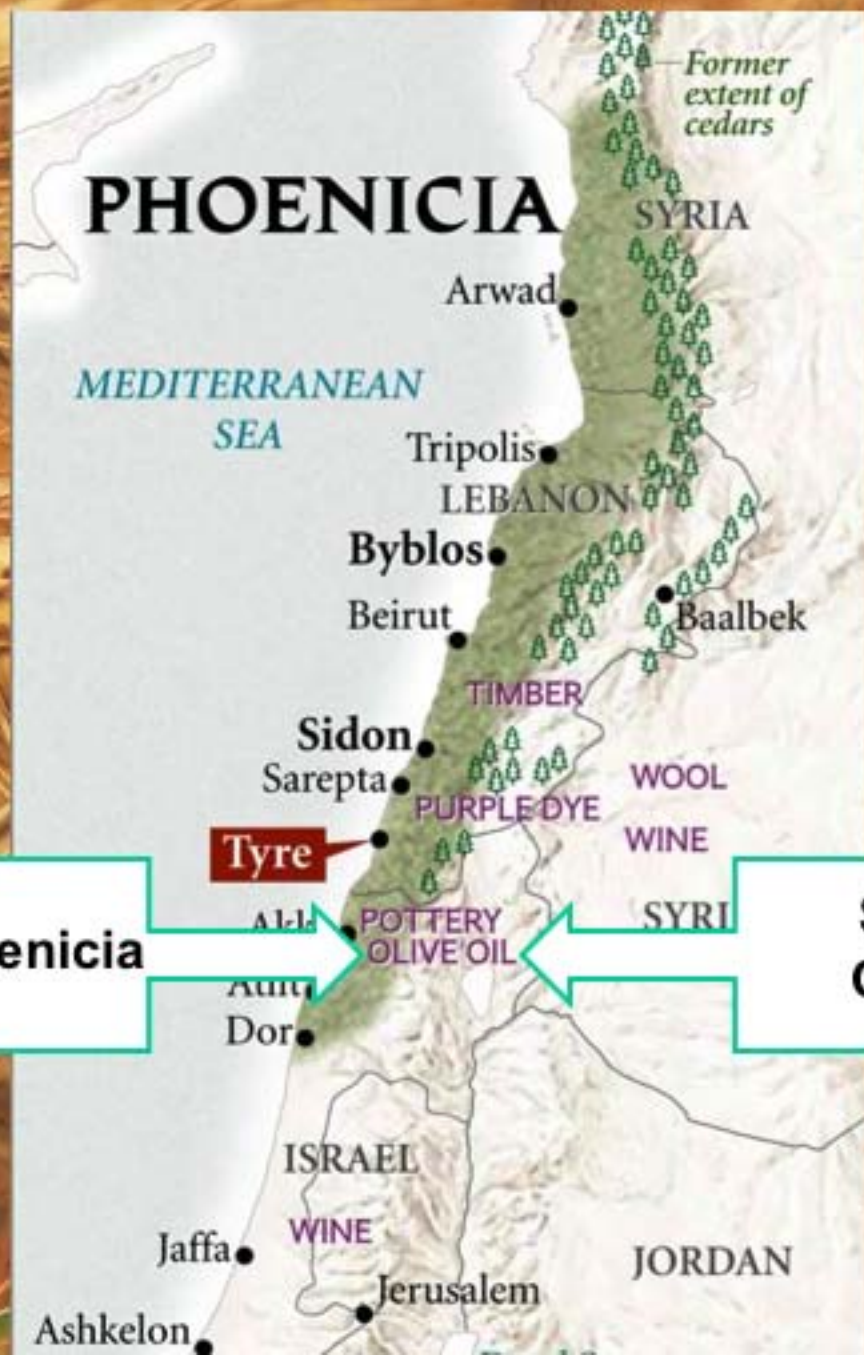 Former
extent of
cedars
PHOENICIA
SYRIA
Arwad
MEDITERRANEAN
SEA
Tripolis
LEBANON
Byblos
Beirut
Baalbek
TIMBER
Sidon
Sarepta
WOOL
PURPLE DYE
WINE
Tyre
POTTERY
OLIVE OIL
Dor
ISRAEL
WINE
Jaffa
JORDAN
Jerusalem
Ashkelon